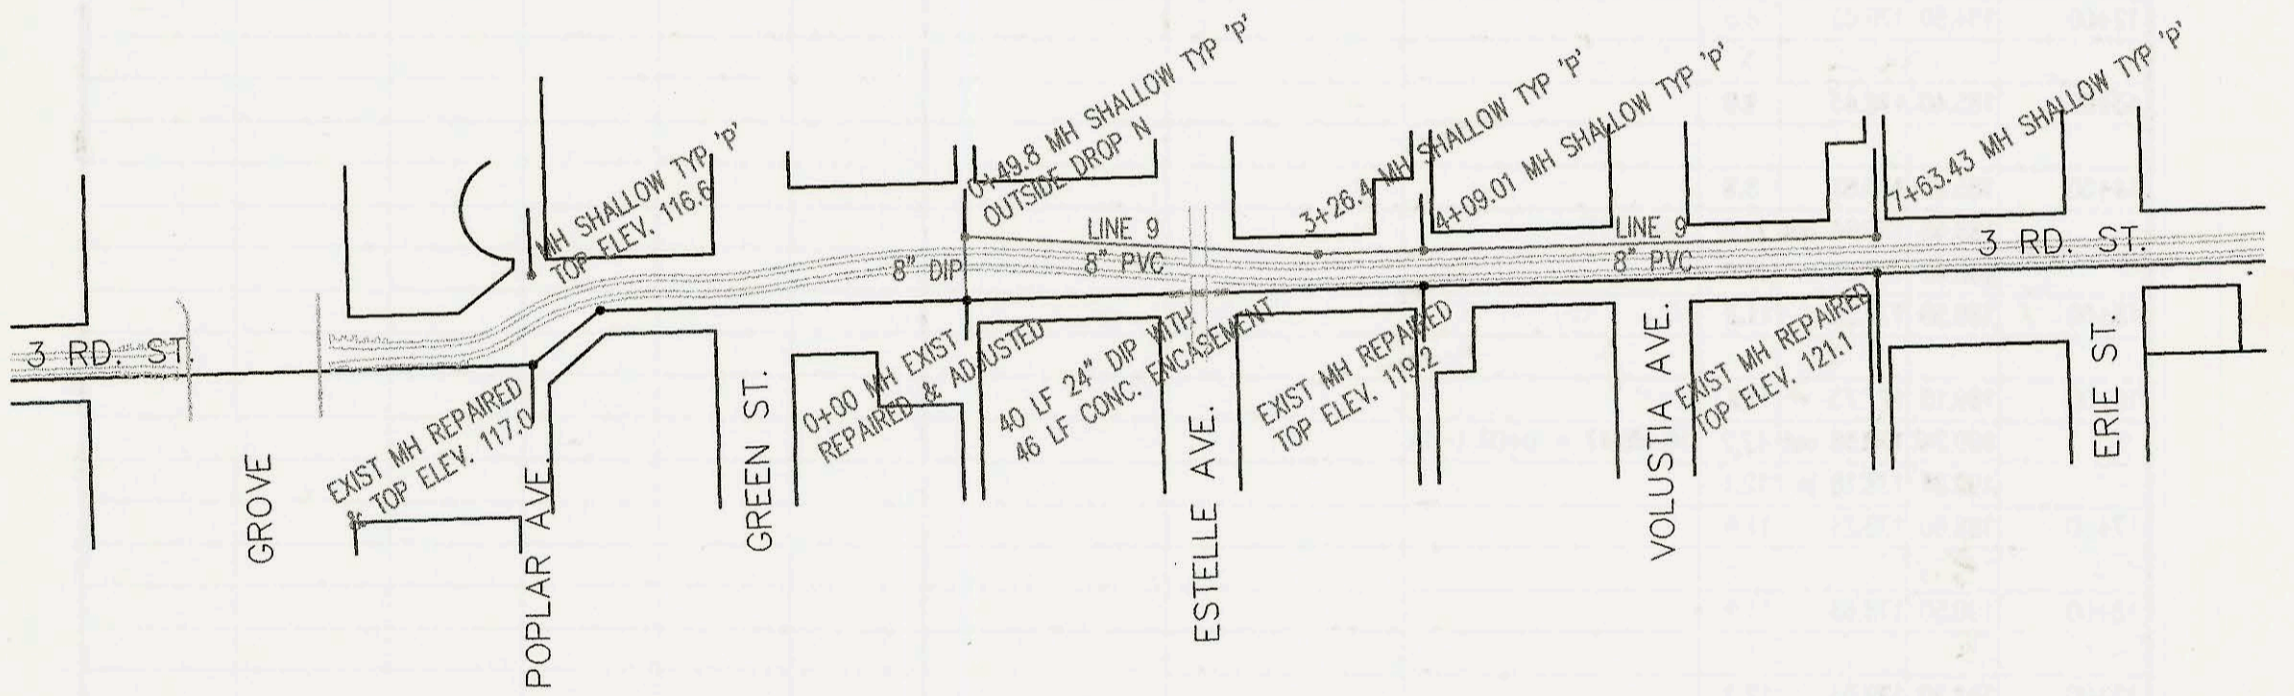 MH SHALLOW TYP 'P'
TOP ELEV. 116.6
0+49.8 MH SHALLOW TYP 'P'
OUTSIDE DROP N
3+26.4 MH SHALLOW TYP 'P'
4+09.01 MH SHALLOW TYP 'P'
7+63.43 MH SHALLOW TYP 'P'
LINE 9
8" DIP
8" PVC
LINE 9
8" PVC
3 RD. ST.
3 RD. ST.
EXIST MH REPAIRED
& TOP ELEV. 117.0
0+00 MH EXIST
REPAIRED & ADJUSTED
40 LF 24" DIP WITH
46 LF CONC. ENCASEMENT
EXIST MH REPAIRED
TOP ELEV. 119.2
EXIST MH REPAIRED
TOP ELEV. 121.1
GROVE
POPLAR AVE.
GREEN ST.
ESTELLE AVE.
VOLUSTIA AVE.
ERIE ST.